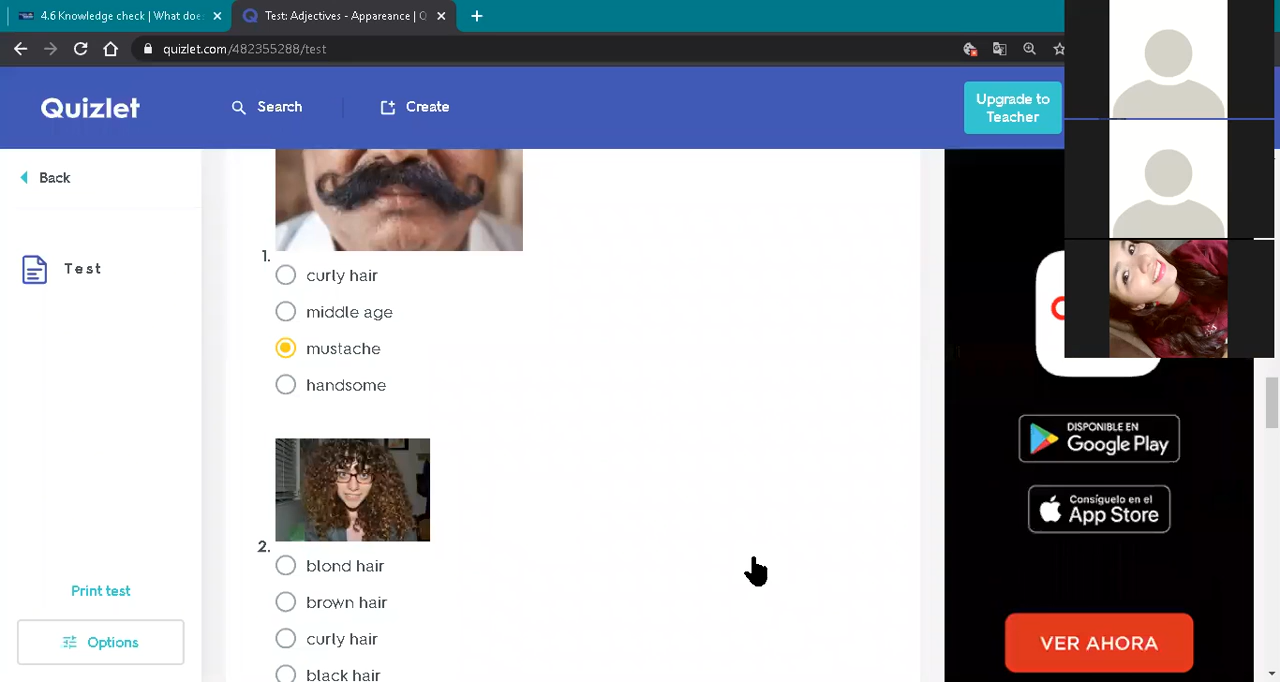 4.6 Knowledge check | What doe
Test: Adjectives - Appareance | Q
quizlet.com/482355288/test
Quizlet
Search
Create
Upgrade to
Teacher
Back
Test
1.
curly hair
middle age
mustache
handsome
2.
blond hair
brown hair
curly hair
black hair
Print test
Options
DISPONIBLE EN
Google Play
Consíguelo en el
App Store
VER AHORA